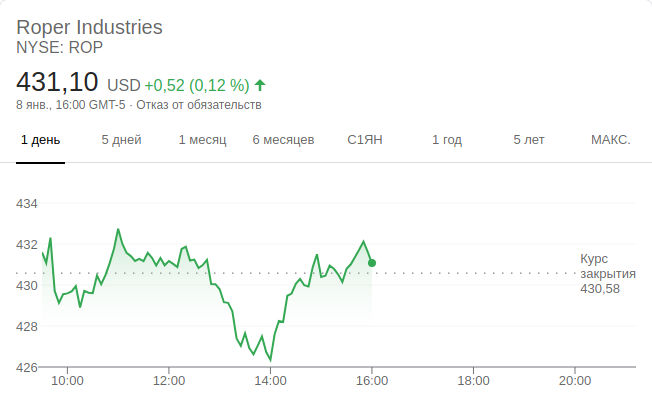 Roper Industries
NYSE: ROP
431,10 USD +0,52 (0,12 %)
8 янв., 16:00 GMT-5 · Отказ от обязательств
1 день 5 дней 1 месяц 6 месяцев С1ЯН 1 год 5 лет МАКС.
434
432
430
428
426
Курс
закрытия
430,58
10:00 12:00 14:00 16:00 18:00 20:00